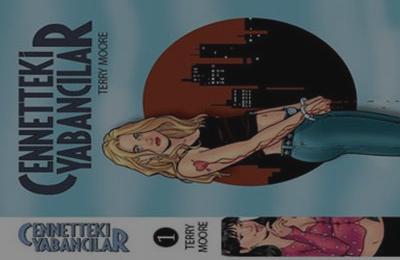 CENNETTEKİ
YABANCILAR
TERRY MOORE
CENNETTEKİ
YABANCILAR
1
TERRY
MOORE